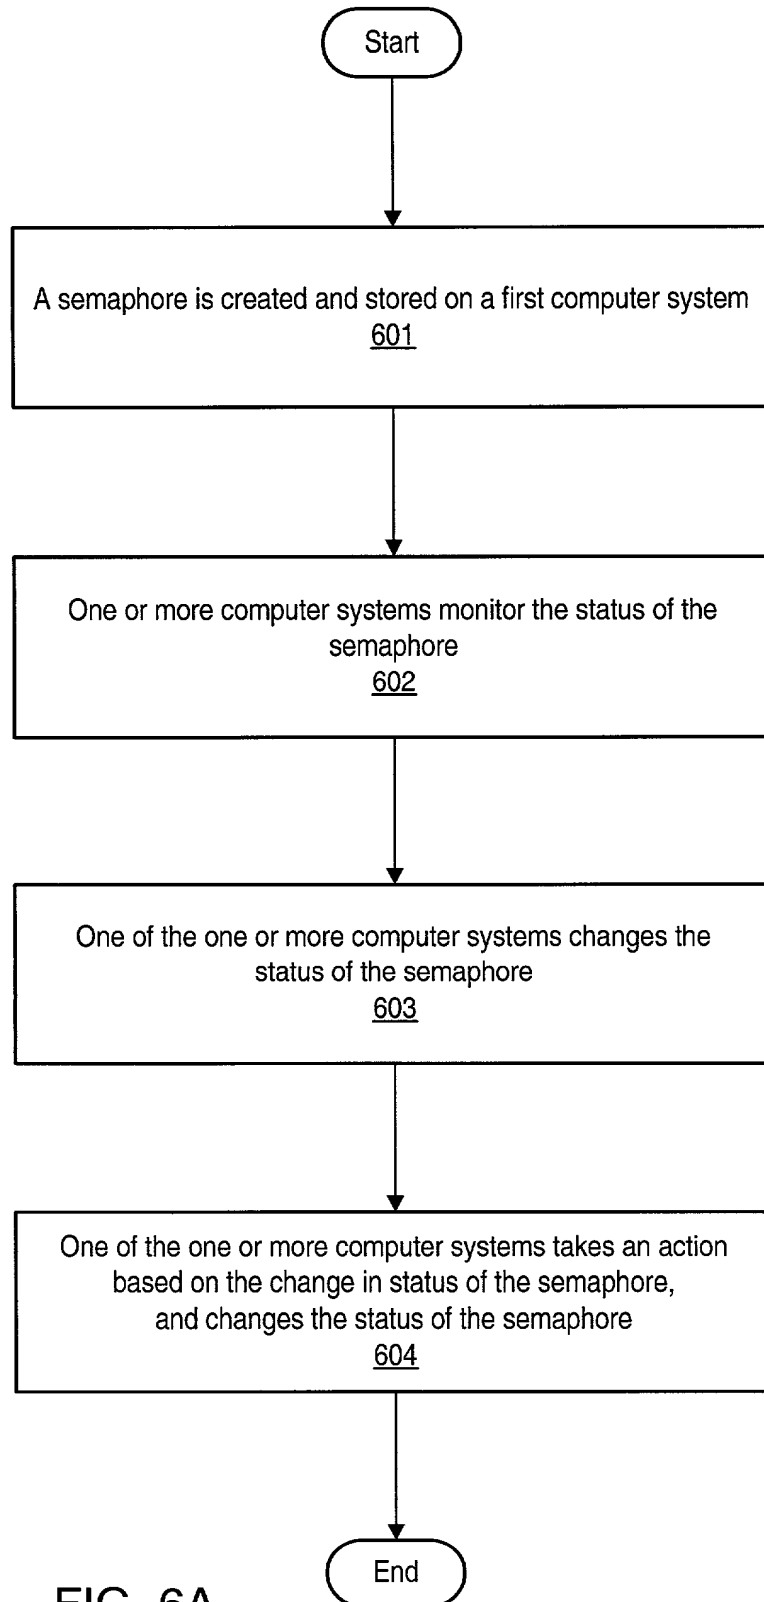 Start
A semaphore is created and stored on a first computer system
601
One or more computer systems monitor the status of the
semaphore
602
One of the one or more computer systems changes the
status of the semaphore
603
One of the one or more computer systems takes an action
based on the change in status of the semaphore,
and changes the status of the semaphore
604
End
FIG. 6A